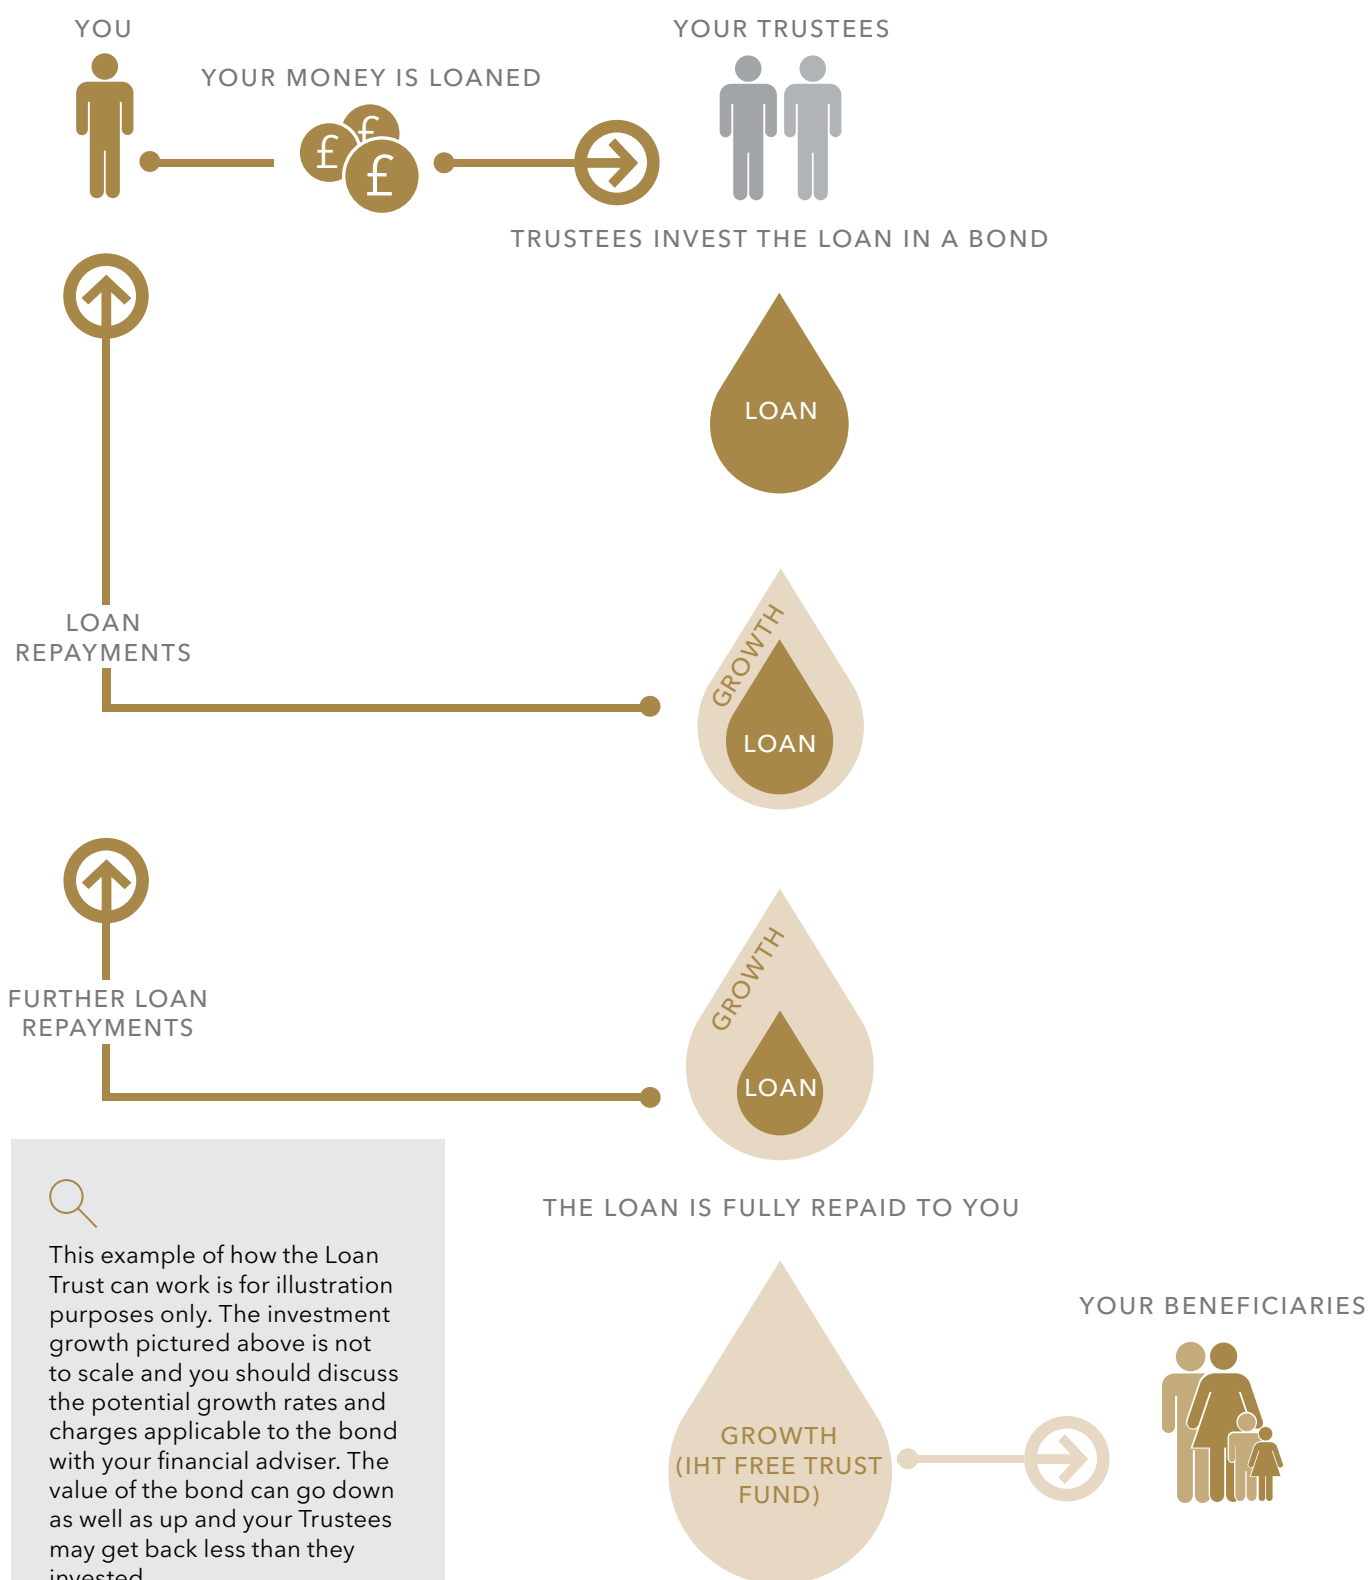 YOU
YOUR TRUSTEES
YOUR MONEY IS LOANED
£
£
£
TRUSTEES INVEST THE LOAN IN A BOND
LOAN
LOAN
REPAYMENTS
GROWTH
LOAN
GROWTH
FURTHER LOAN
REPAYMENTS
LOAN
THE LOAN IS FULLY REPAID TO YOU
This example of how the Loan
Trust can work is for illustration
purposes only. The investment
growth pictured above is not
to scale and you should discuss
the potential growth rates and
charges applicable to the bond
with your financial adviser. The
value of the bond can go down
as well as up and your Trustees
may get back less than they
invested
YOUR BENEFICIARIES
GROWTH
(IHT FREE TRUST
FUND)